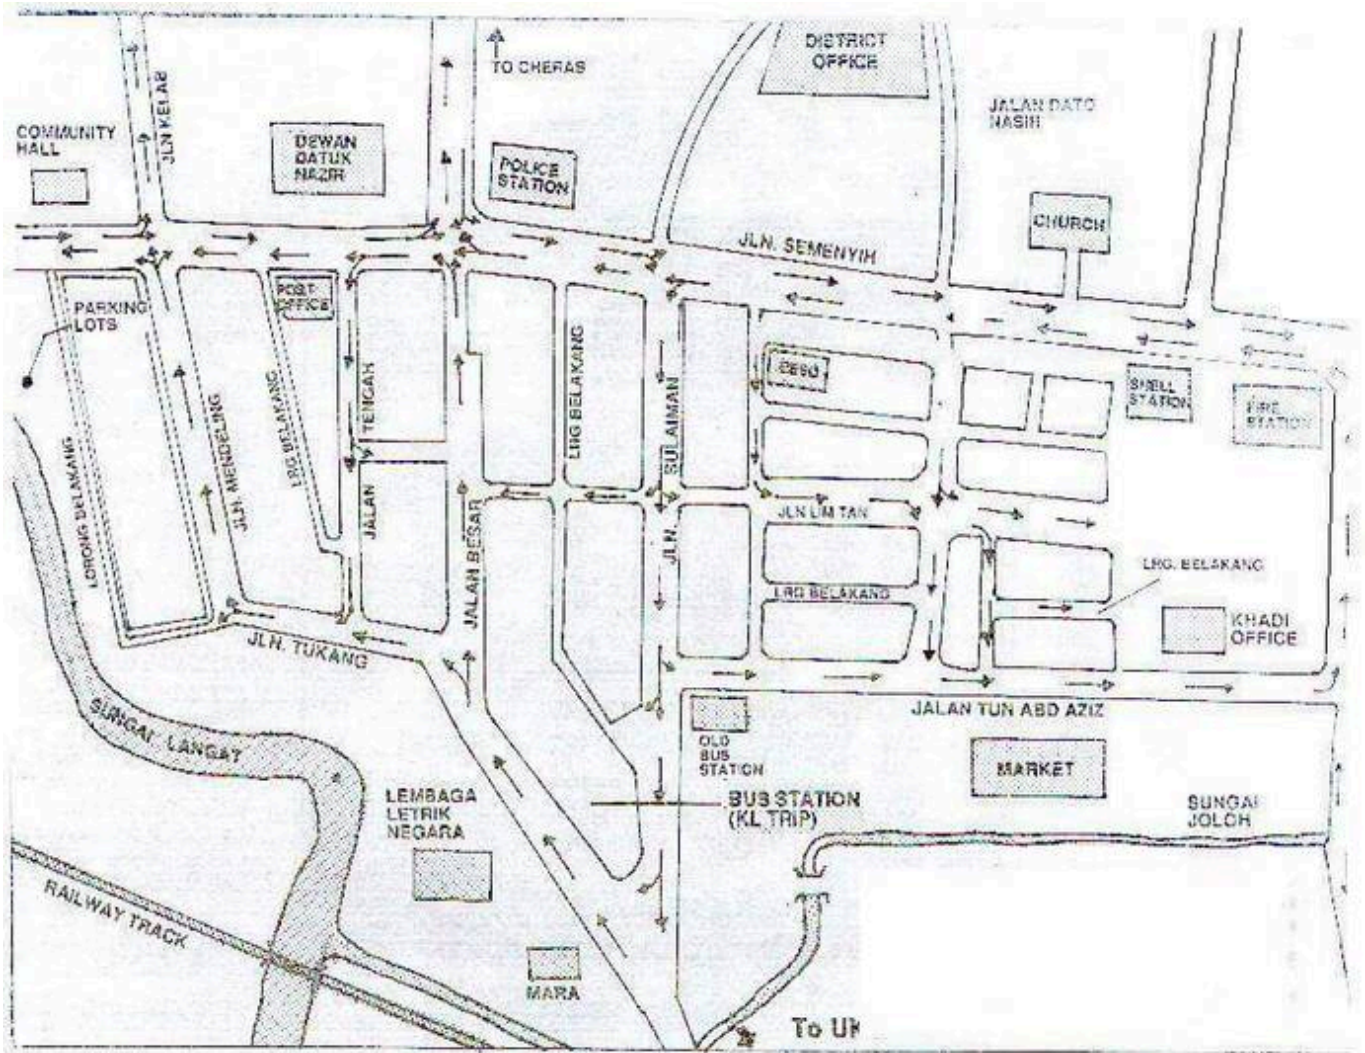 DISTRICT
OFFICE
TO CHERAS
JLN KELAB
COMMUNITY
HALL
DEWAN
DATUK
NAZIR
POLICE
STATION
JALAN DATO
NASIR
CHURCH
JLN. SEMENYIH
POST
OFFICE
PARKING
LOTS
ESSO
SHELL
STATION
FIRE
STATION
LORONG BELAKANG
JLN. MENDELING
LRG BELAKANG
JALAN
TENGAH
JALAN BESAR
LRG BELAKANG
JLN.
SULAIMAN
JLN LIM TAN
LRG BELAKANG
LRG. BELAKANG
KHADI
OFFICE
JLN. TUKANG
JALAN TUN ABD AZIZ
OLD
BUS
STATION
MARKET
SUNGAI LANGAT
LEMBAGA
LETRIK
NEGARA
BUS STATION
(KL TRIP)
SUNGAI
JOLOH
RAILWAY TRACK
MARA
To UK